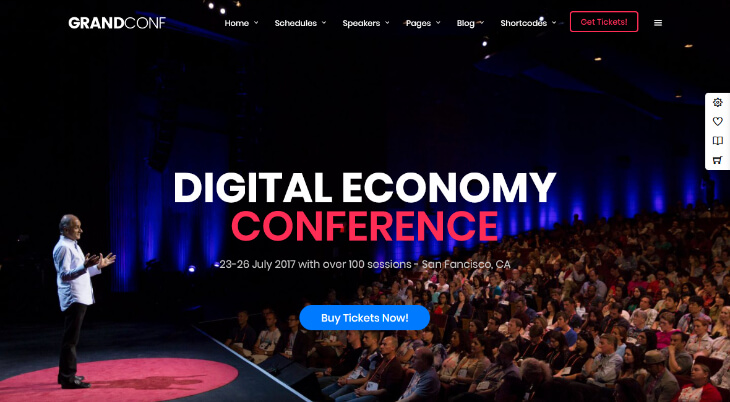 GRANDCONF
Home Schedules Speakers Pages Blog Shortcodes Get Tickets!
DIGITAL ECONOMY
CONFERENCE
23-26 July 2017 with over 100 sessions - San Fancisco, CA
Buy Tickets Now!